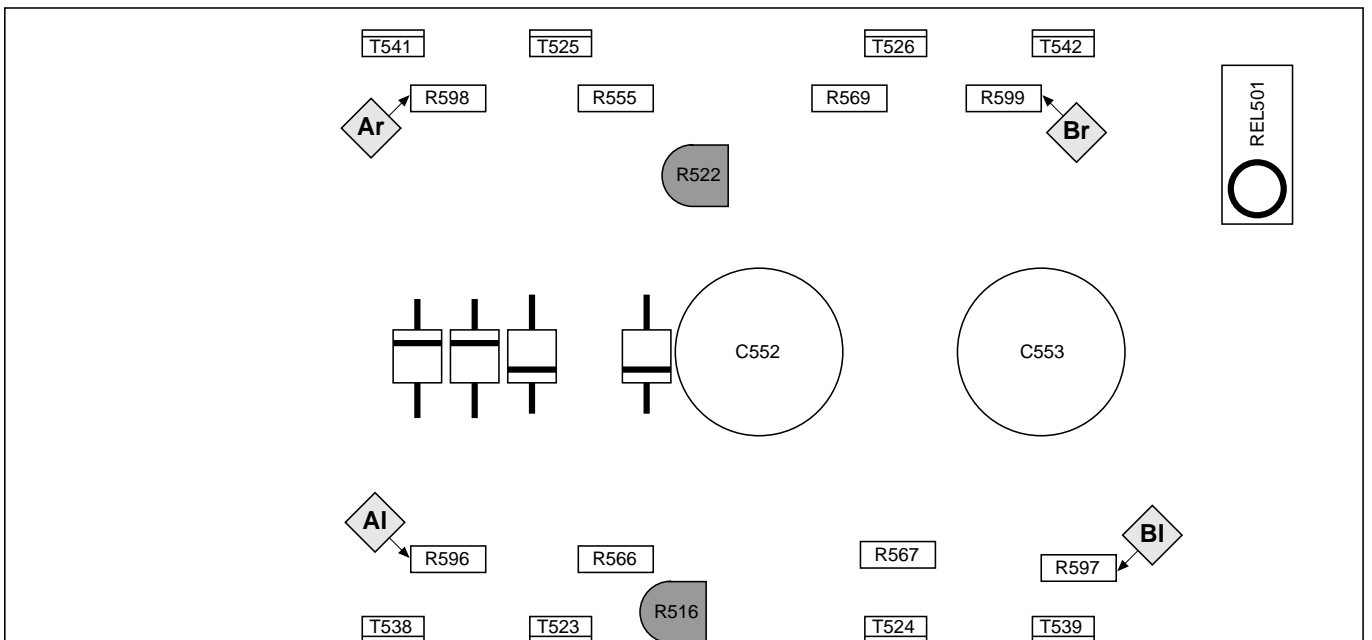 T541 T525 T526 T542
R598 R555 R569 R599
REL501
Ar Br
R522
C552 C553
Al Bl
R596 R566 R567 R597
R516
T538 T523 T524 T539